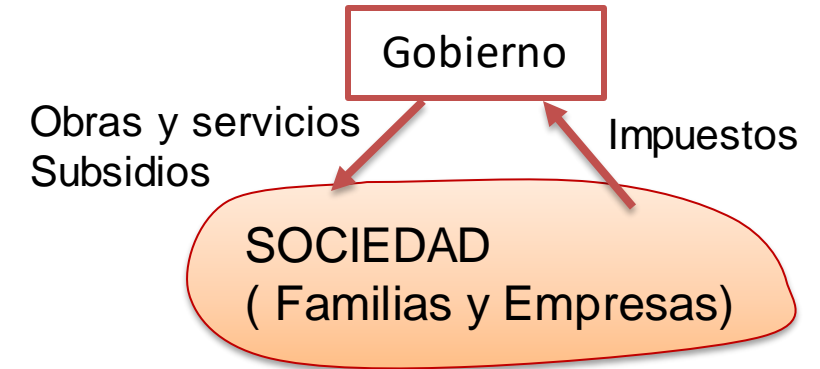 Gobierno
Obras y servicios
Subsidios
Impuestos
SOCIEDAD
( Familias y Empresas)